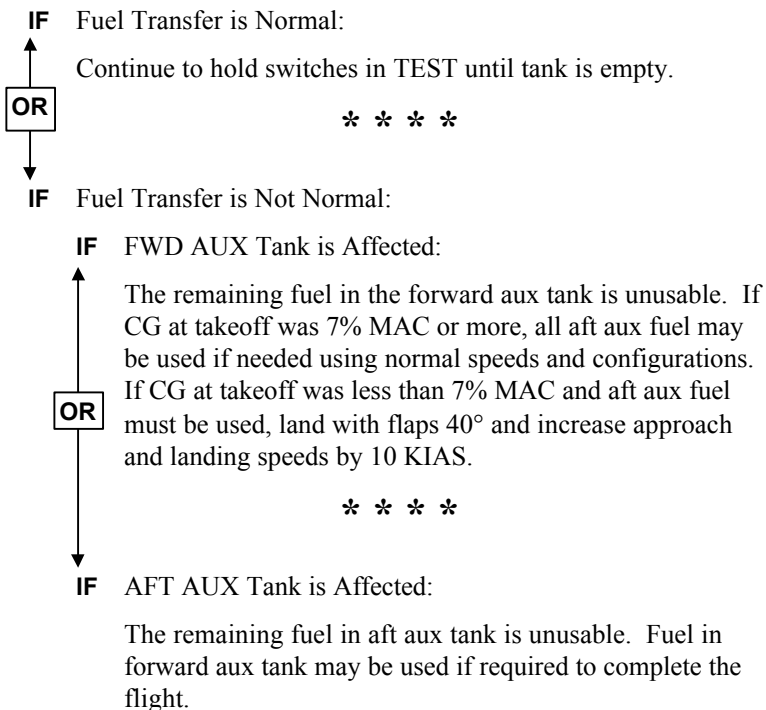 IF Fuel Transfer is Normal:
Continue to hold switches in TEST until tank is empty.
OR
* * * *
IF Fuel Transfer is Not Normal:
IF FWD AUX Tank is Affected:
The remaining fuel in the forward aux tank is unusable. If
CG at takeoff was 7% MAC or more, all aft aux fuel may
be used if needed using normal speeds and configurations.
If CG at takeoff was less than 7% MAC and aft aux fuel
OR
must be used, land with flaps 40° and increase approach
and landing speeds by 10 KIAS.
* * * *
IF AFT AUX Tank is Affected:
The remaining fuel in aft aux tank is unusable. Fuel in
forward aux tank may be used if required to complete the
flight.